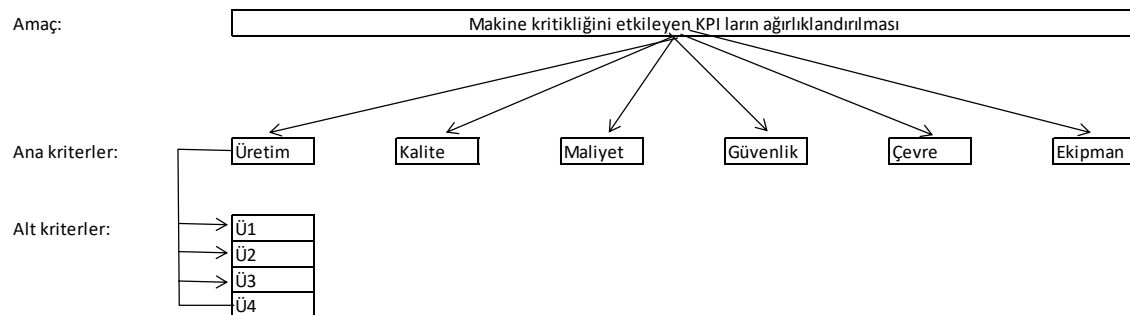 Amaç: Makine kritikliğini etkileyen KPI ların ağırlıklandırılması
Ana kriterler: Üretim Kalite Maliyet Güvenlik Çevre Ekipman
Alt kriterler: Ü1
Ü2
Ü3
Ü4